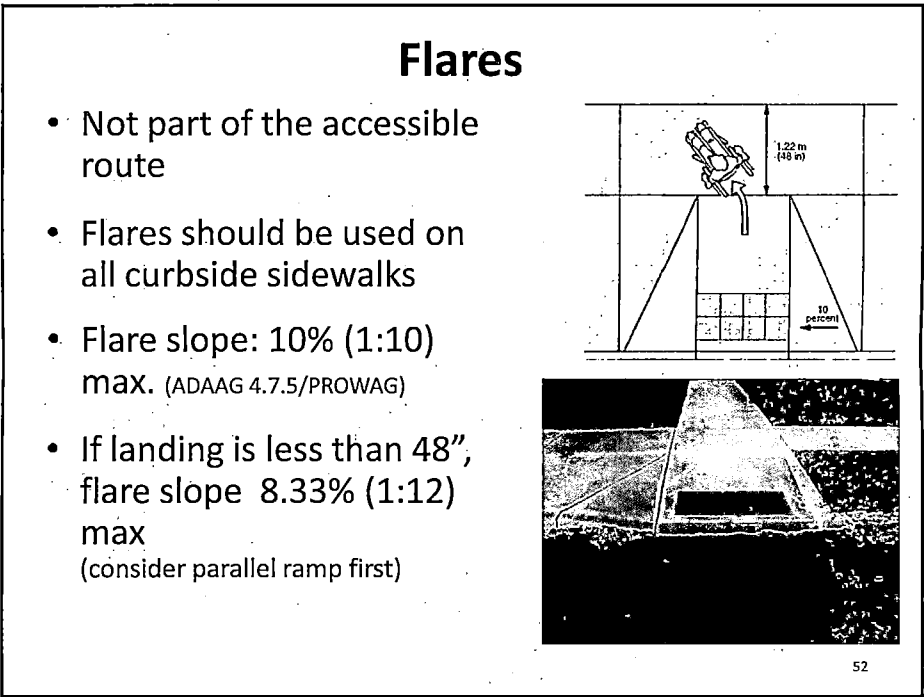 Flares
• Not part of the accessible
route
• Flares should be used on
all curbside sidewalks
• Flare slope: 10% (1:10)
max. (ADAAG 4.7.5/PROWAG)
• If landing is less than 48”,
flare slope 8.33% (1:12)
max
(consider parallel ramp first)
1.22 m
(48 in)
10
percent
52